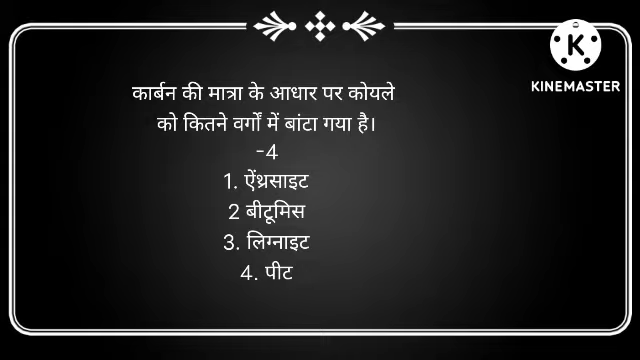 कार्बन की मात्रा के आधार पर कोयले
को कितने वर्गों में बांटा गया है।
-4
1. ऐंथ्रसाइट
2 बीटूमिस
3. लिग्नाइट
4. पीट
K
KINEMASTER